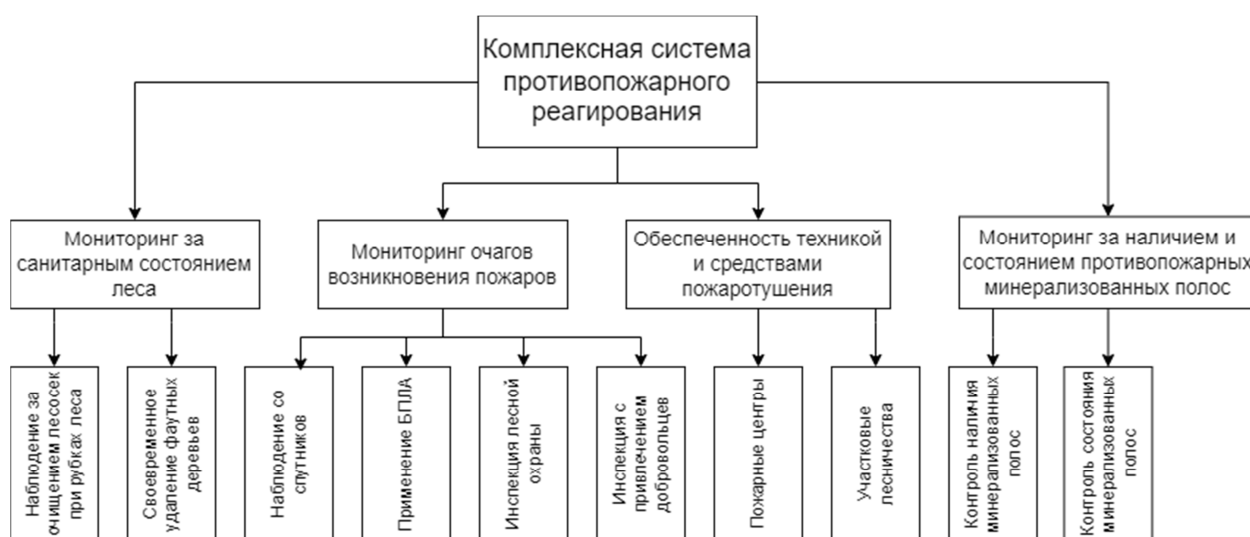 Комплексная система
противопожарного
реагирования
Мониторинг за
санитарным состоянием
леса
Мониторинг очагов
возникновения пожаров
Обеспеченность техникой
и средствами
пожаротушения
Мониторинг за наличием и
состоянием противопожарных
минерализованных полос
Наблюдение за
очищением лесосек
при рубках леса
Своевременное
удаление фаутных
деревьев
Наблюдение со
спутников
Применение БПЛА
Инспекция лесной
охраны
Инспекция с
привлечением
добровольцев
Пожарные центры
Участковые
лесничества
Контроль наличия
минерализованных
полос
Контроль состояния
минерализованных
полос